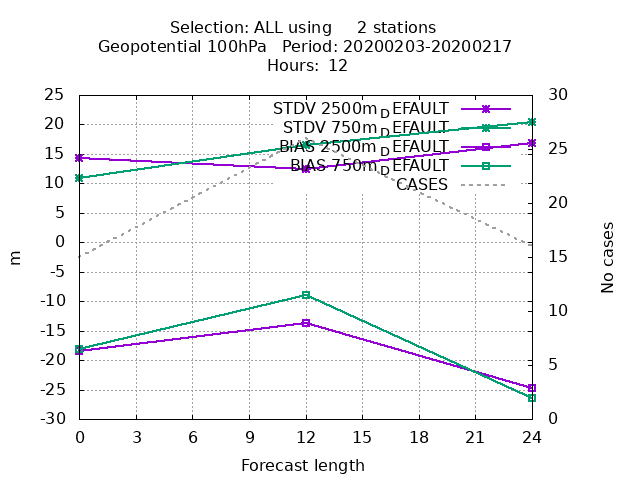 Selection: ALL using     2 stations
Geopotential 100hPa   Period: 20200203-20200217
Hours:  12
STDV 2500m_DEFAULT
STDV 750m_DEFAULT
BIAS 2500m_DEFAULT
BIAS 750m_DEFAULT
CASES
25
20
15
10
5
0
-5
-10
-15
-20
-25
-30
m
30
25
20
15
10
5
0
No cases
0 3 6 9 12 15 18 21 24
Forecast length